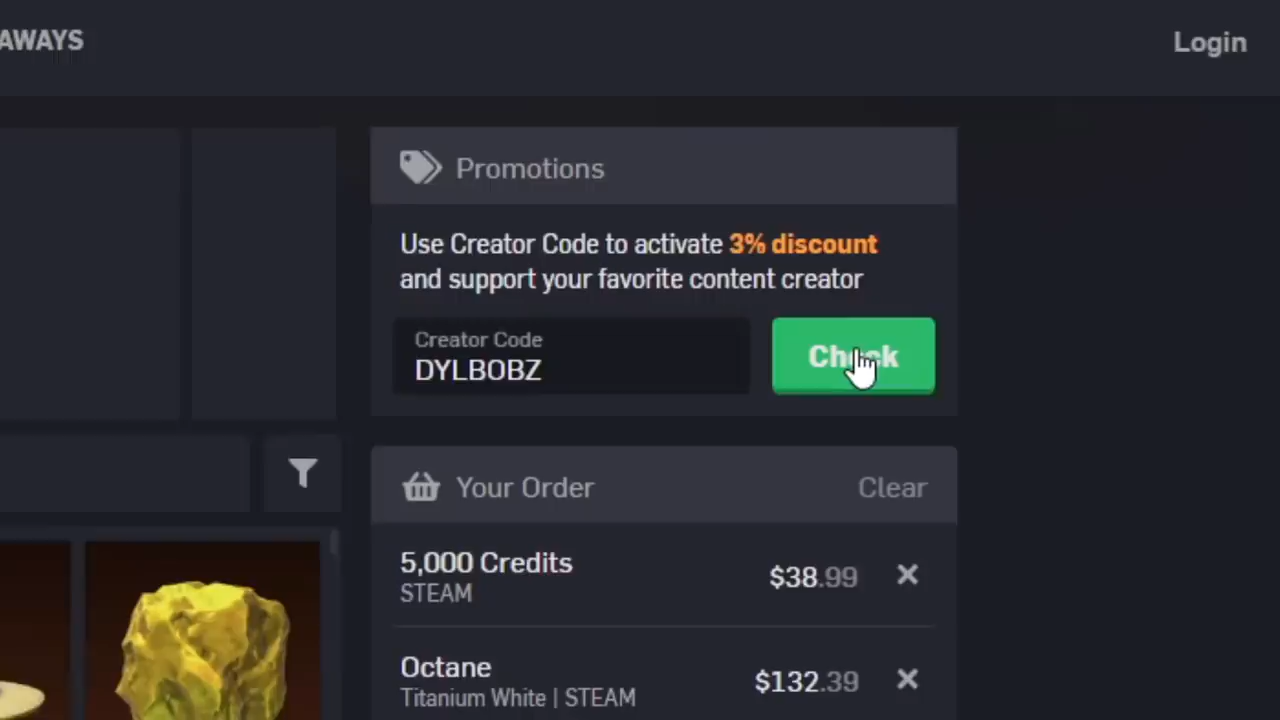 AWAYS
Login
Promotions
Use Creator Code to activate 3% discount
and support your favorite content creator
Creator Code
DYLBOBZ
Check
Your Order
Clear
5,000 Credits
$38.99
STEAM
Octane
$132.39
Titanium White | STEAM